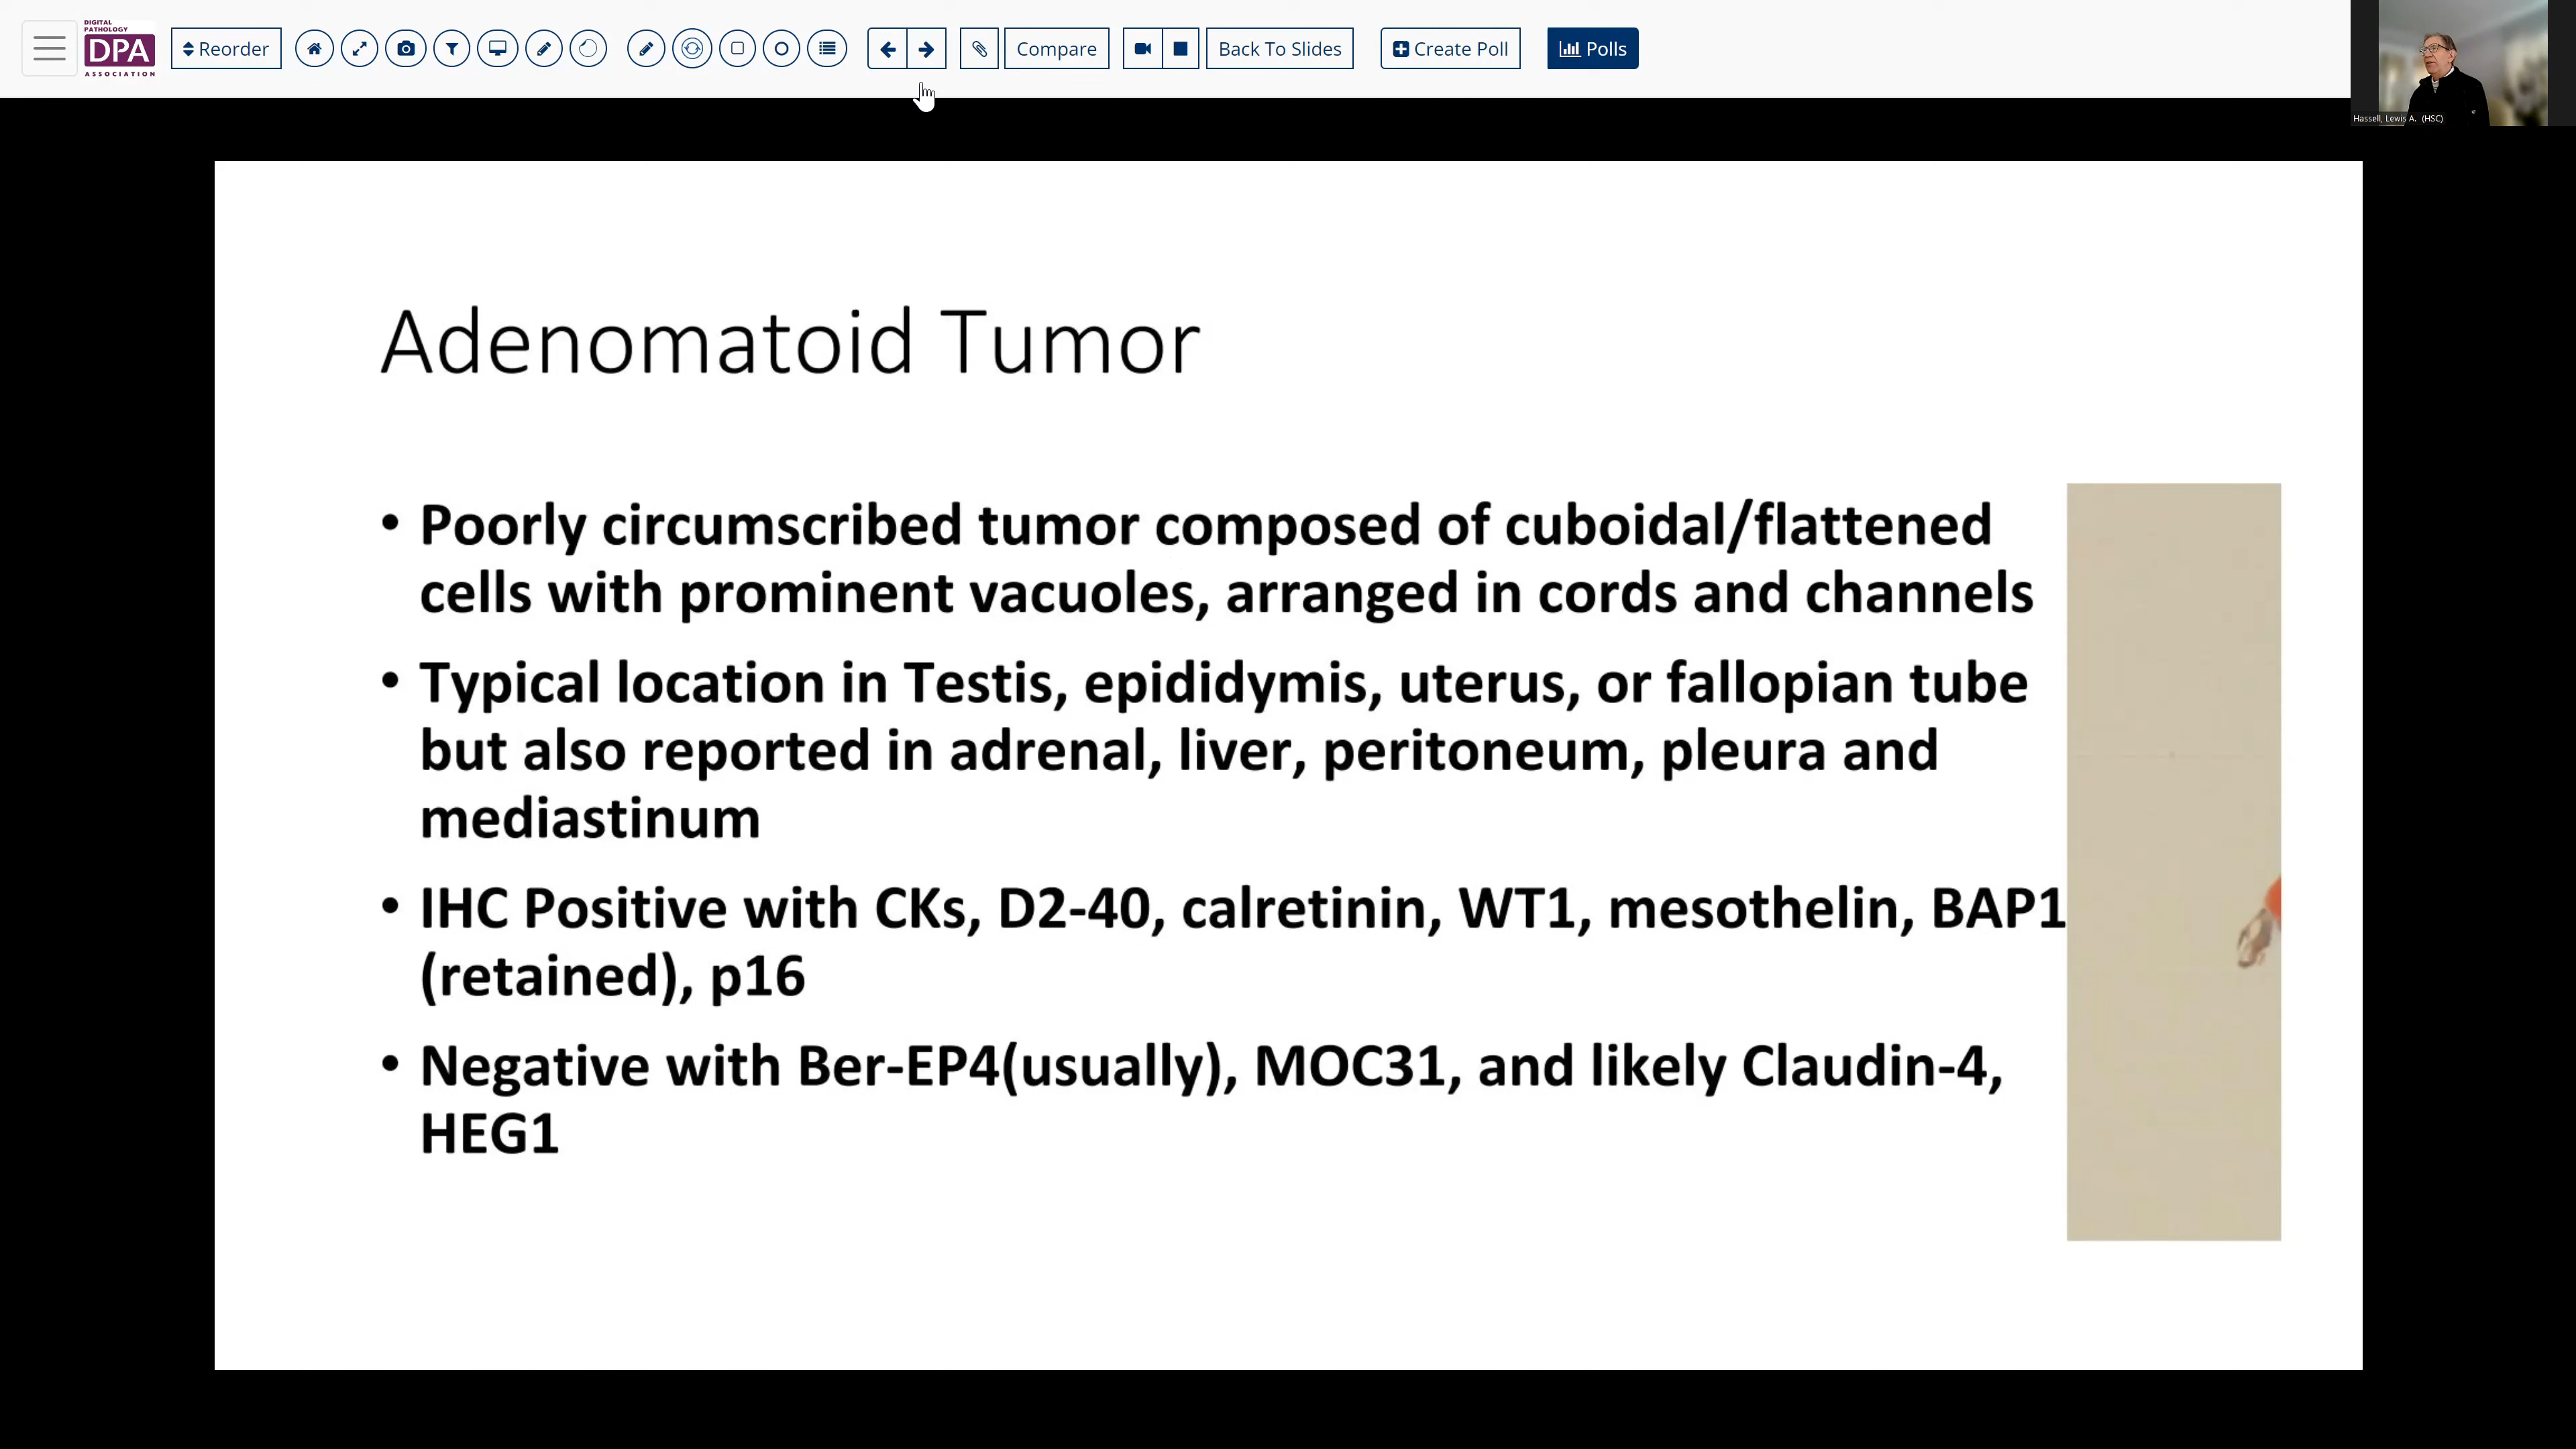 DIGITAL
PATHOLOGY
DPA
ASSOCIATION
Reorder
Compare
Back To Slides
Create Poll
Polls
Hassell, Lewis A. (HSC)
Adenomatoid Tumor
• Poorly circumscribed tumor composed of cuboidal/flattened
cells with prominent vacuoles, arranged in cords and channels
• Typical location in Testis, epididymis, uterus, or fallopian tube
but also reported in adrenal, liver, peritoneum, pleura and
mediastinum
• IHC Positive with CKs, D2-40, calretinin, WT1, mesothelin, BAP1
(retained), p16
• Negative with Ber-EP4(usually), MOC31, and likely Claudin-4,
HEG1